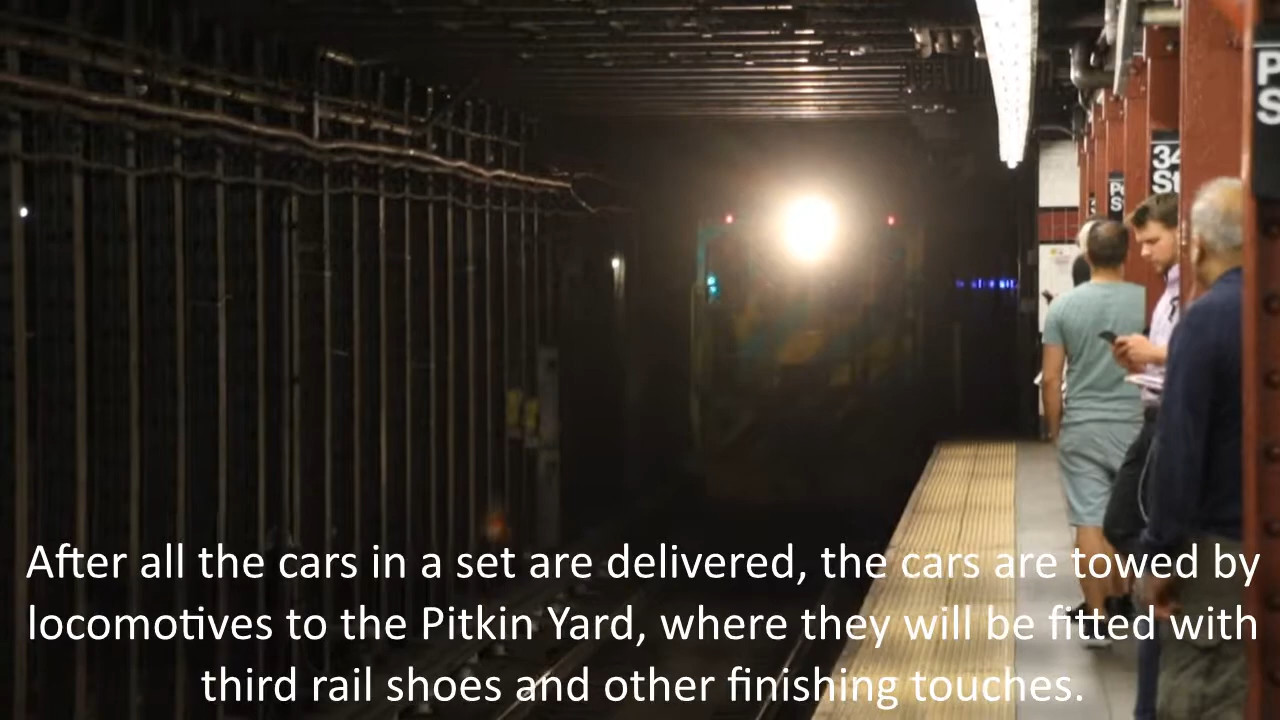 P
S
34
St
After all the cars in a set are delivered, the cars are towed by
locomotives to the Pitkin Yard, where they will be fitted with
third rail shoes and other finishing touches.